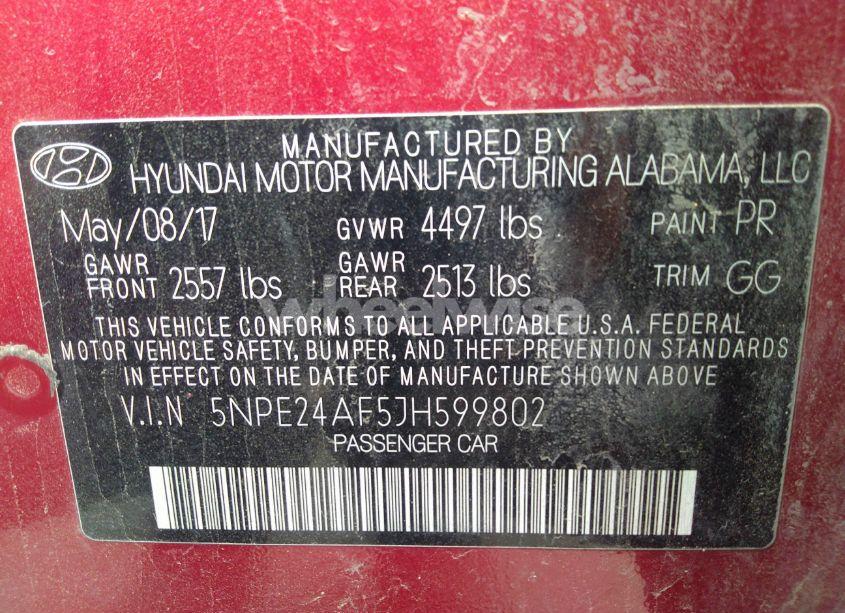 MANUFACTURED BY
HYUNDAI MOTOR MANUFACTURING ALABAMA, LLC
May/08/17 GVWR 4497 lbs PAINT PR
GAWR FRONT 2557 lbs GAWR REAR 2513 lbs TRIM GG
wheelwise
THIS VEHICLE CONFORMS TO ALL APPLICABLE U.S.A. FEDERAL
MOTOR VEHICLE SAFETY, BUMPER, AND THEFT PREVENTION STANDARDS
IN EFFECT ON THE DATE OF MANUFACTURE SHOWN ABOVE
V.I.N 5NPE24AF5JH599802
PASSENGER CAR